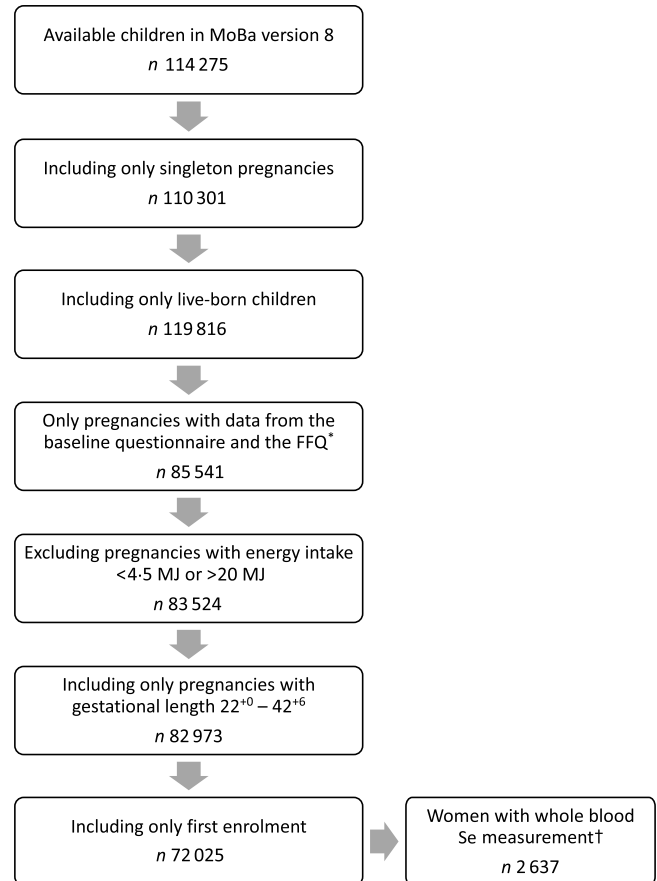 Available children in MoBa version 8
n 114 275
Including only singleton pregnancies
n 110 301
Including only live-born children
n 119 816
Only pregnancies with data from the
baseline questionnaire and the FFQ*
n 85 541
Excluding pregnancies with energy intake
<4·5 MJ or >20 MJ
n 83 524
Including only pregnancies with
gestational length 22+0 – 42+6
n 82 973
Including only first enrolment
n 72 025
Women with whole blood
Se measurement†
n 2 637